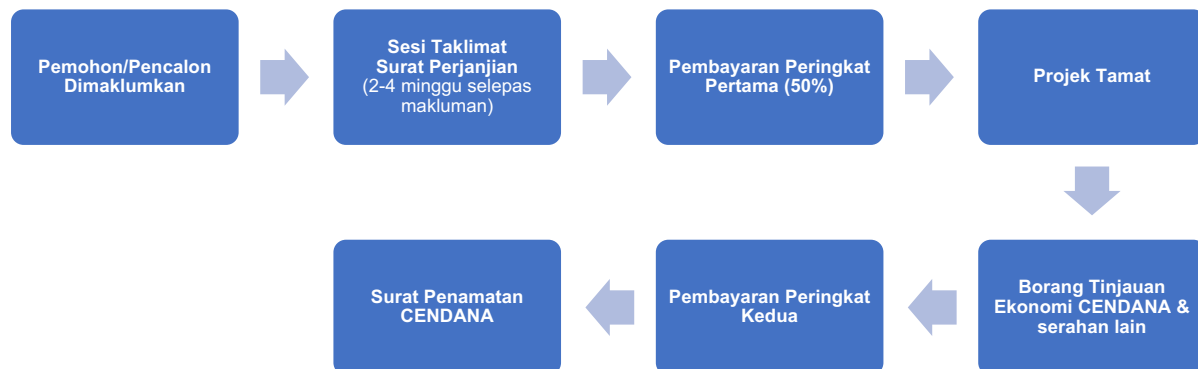 Pemohon/Pencalon
Dimaklumkan
Sesi Taklimat
Surat Perjanjian
(2-4 minggu selepas
makluman)
Pembayaran Peringkat
Pertama (50%)
Projek Tamat
Borang Tinjauan
Ekonomi CENDANA &
serahan lain
Pembayaran Peringkat
Kedua
Surat Penamatan
CENDANA